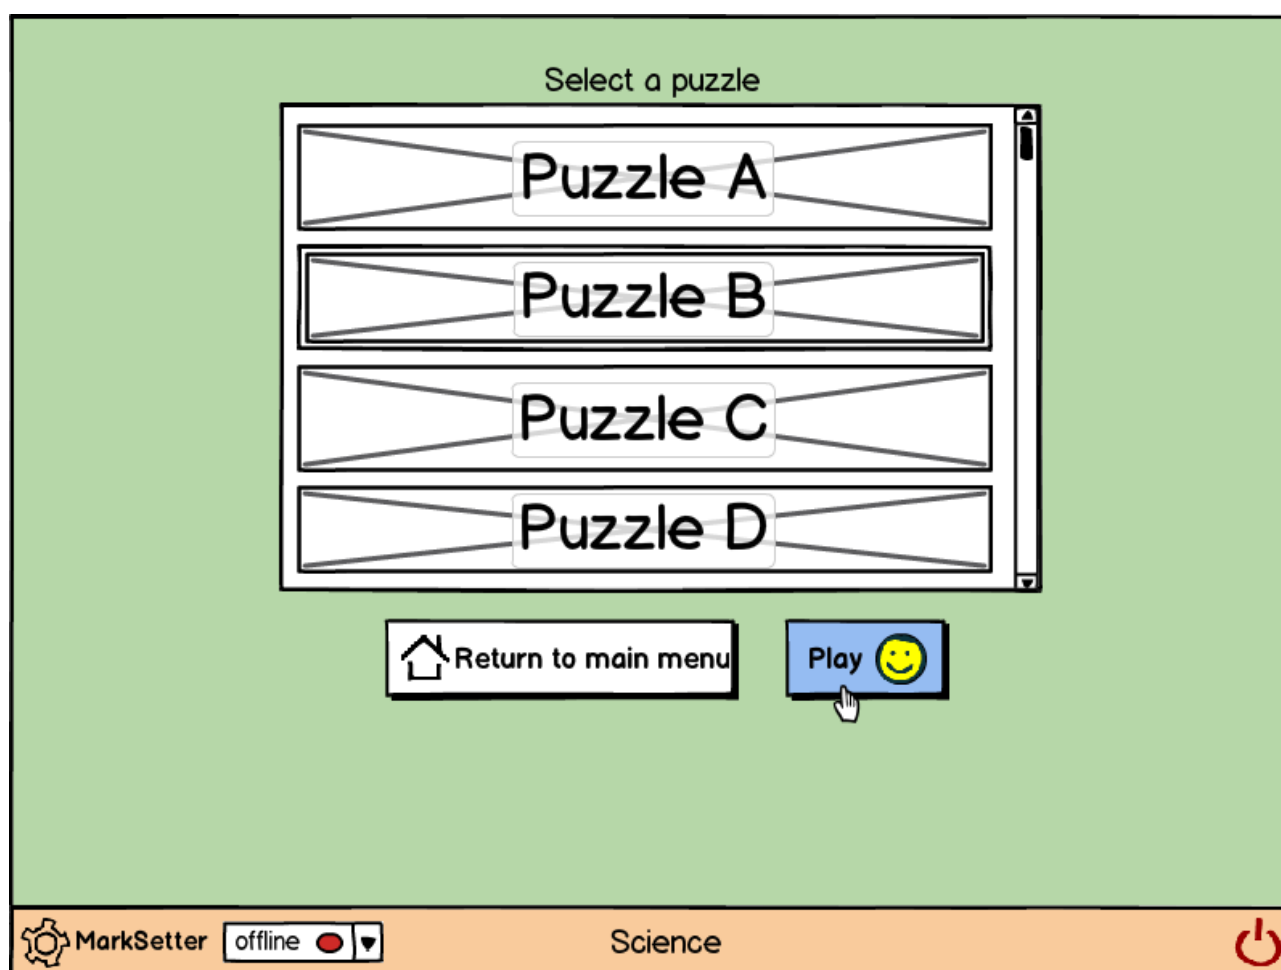 Select a puzzle
Puzzle A
Puzzle B
Puzzle C
Puzzle D
Return to main menu
Play
MarkSetter
offline
Science